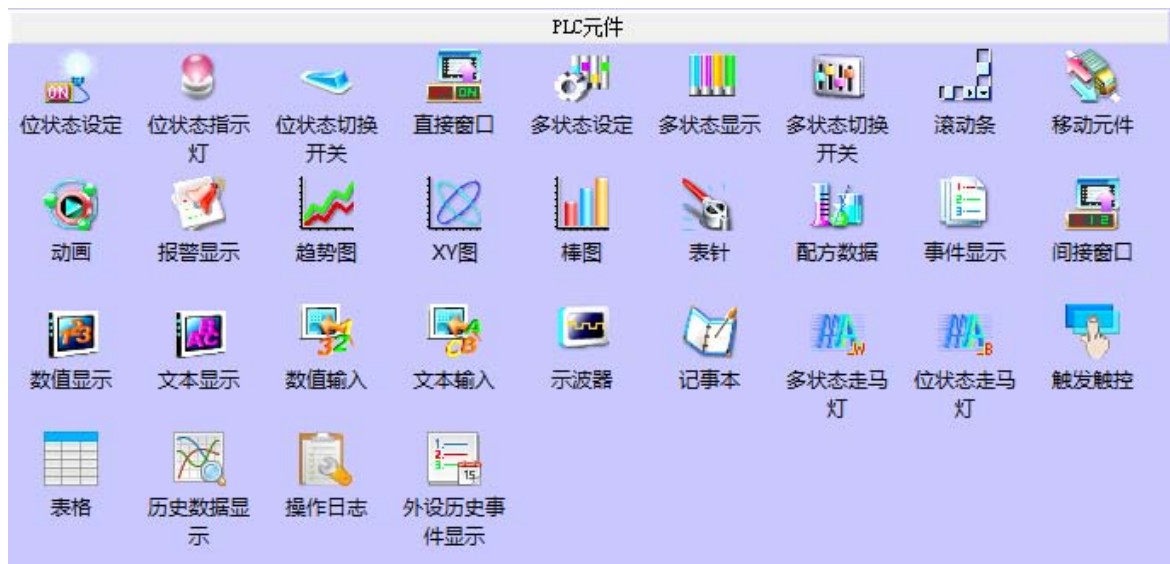 PLC元件
位状态设定
位状态指示
灯
位状态切换
开关
直接窗口
多状态设定
多状态显示
多状态切换
开关
滚动条
移动元件
动画
报警显示
趋势图
XY图
棒图
表针
配方数据
事件显示
间接窗口
数值显示
文本显示
数值输入
文本输入
示波器
记事本
多状态走马
灯
位状态走马
灯
触发触控
表格
历史数据显
示
操作日志
外设历史事
件显示